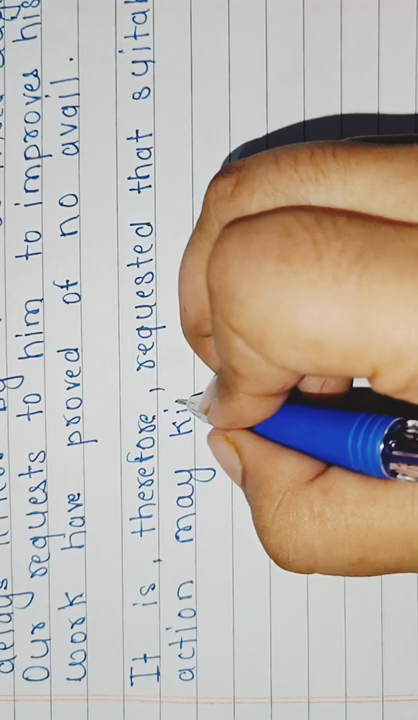 delays
Our requests to him to improves his
work have proved of no avail.
It is, therefore, requested that
action may ki